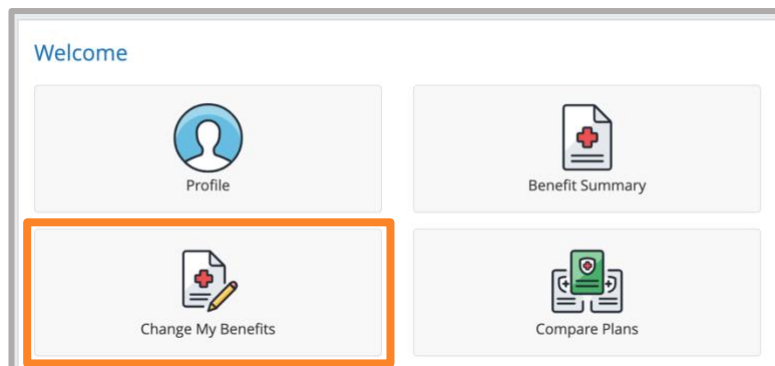 Welcome
Profile
Benefit Summary
Change My Benefits
Compare Plans